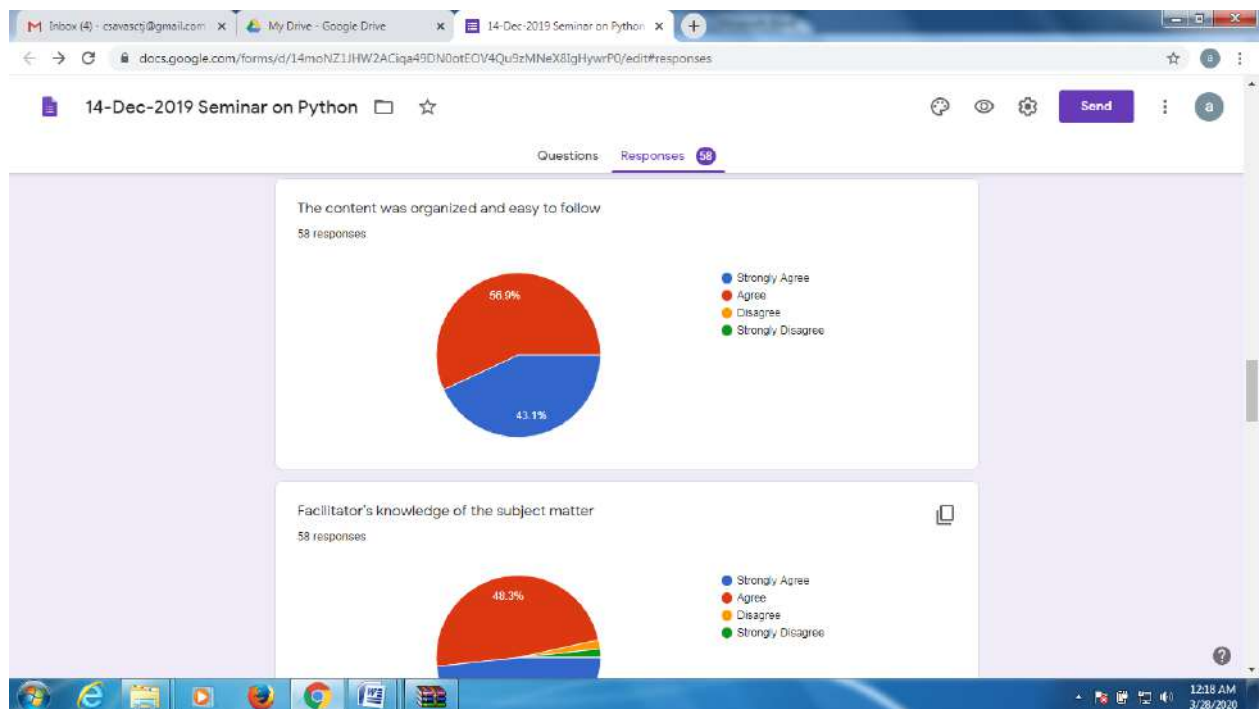 Inbox (4) - csavasctj@gmail.com
My Drive - Google Drive
14-Dec-2019 Seminar on Python
docs.google.com/forms/d/14moNZ1JHW2ACiqa49DN0otEOV4Qu9zMNeX8IgHywrP0/edit#responses
a
14-Dec-2019 Seminar on Python
Send
a
Questions
Responses 58
The content was organized and easy to follow
58 responses
56.9%
43.1%
Strongly Agree
Agree
Disagree
Strongly Disagree
Facilitator's knowledge of the subject matter
58 responses
48.3%
Strongly Agree
Agree
Disagree
Strongly Disagree
12:18 AM
3/28/2020